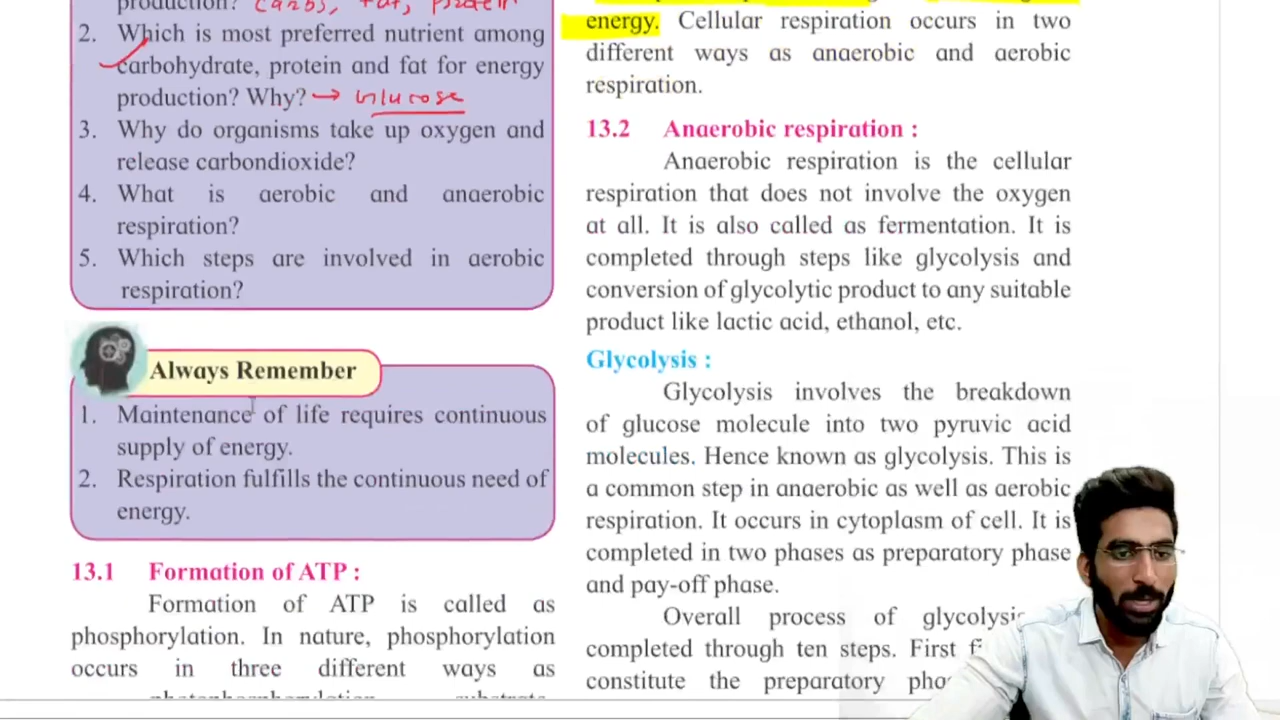 production? carbs, fat, protein
2. Which is most preferred nutrient among
carbohydrate, protein and fat for energy
production? Why? → Glucose
3. Why do organisms take up oxygen and
release carbondioxide?
4. What is aerobic and anaerobic
respiration?
5. Which steps are involved in aerobic
respiration?
Always Remember
1. Maintenance of life requires continuous
supply of energy.
2. Respiration fulfills the continuous need of
energy.
13.1 Formation of ATP :
Formation of ATP is called as
phosphorylation. In nature, phosphorylation
occurs in three different ways as
energy. Cellular respiration occurs in two
different ways as anaerobic and aerobic
respiration.
13.2 Anaerobic respiration :
Anaerobic respiration is the cellular
respiration that does not involve the oxygen
at all. It is also called as fermentation. It is
completed through steps like glycolysis and
conversion of glycolytic product to any suitable
product like lactic acid, ethanol, etc.
Glycolysis :
Glycolysis involves the breakdown
of glucose molecule into two pyruvic acid
molecules. Hence known as glycolysis. This is
a common step in anaerobic as well as aerobic
respiration. It occurs in cytoplasm of cell. It is
completed in two phases as preparatory phase
and pay-off phase.
Overall process of glycolysis
completed through ten steps. First
constitute the preparatory